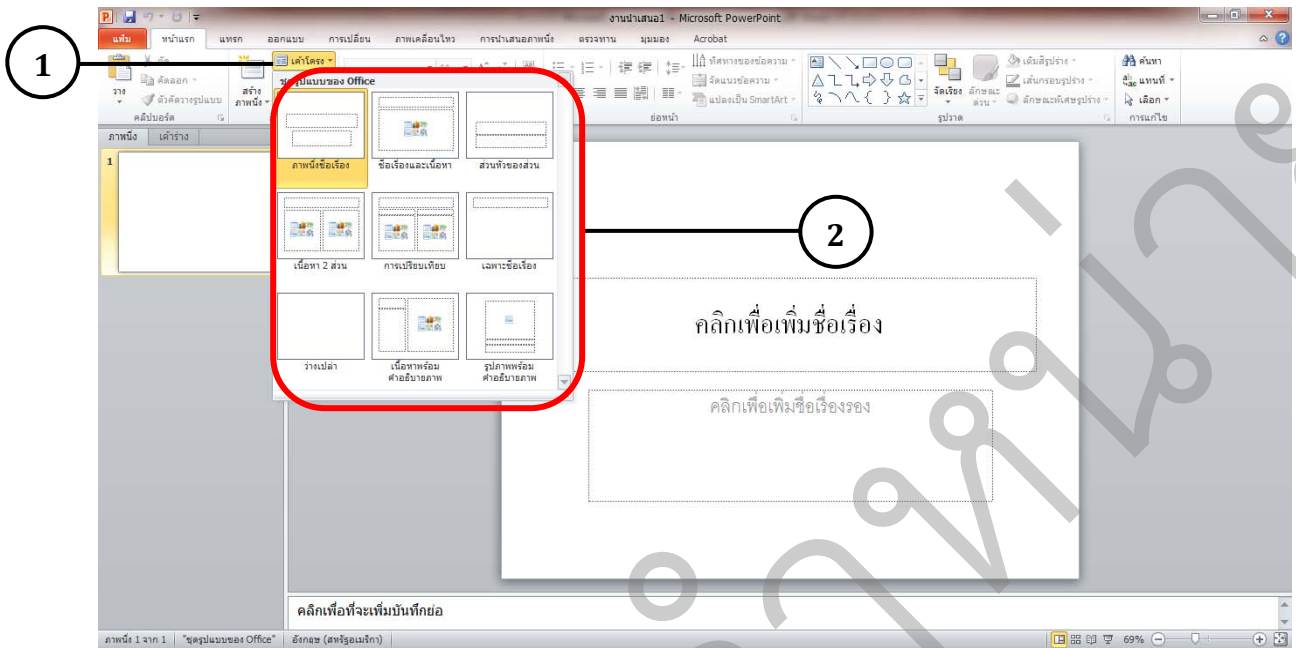 งานนำเสนอ1 - Microsoft PowerPoint
แฟ้ม หน้าแรก แทรก ออกแบบ การเปลี่ยน ภาพเคลื่อนไหว การนำเสนอภาพนิ่ง ตรวจทาน มุมมอง Acrobat
1
วาง
ตัด
คัดลอก
ตัวคัดวางรูปแบบ
คลิปบอร์ด
สร้าง
ภาพนิ่ง
เค้าโครง
ทิศทางของข้อความ
จัดแนวข้อความ
แปลงเป็น SmartArt
ย่อหน้า
จัดเรียง
ลักษณะ
ด่วน
เติมสีรูปร่าง
เส้นกรอบรูปร่าง
ลักษณะพิเศษรูปร่าง
รูปวาด
ค้นหา
แทนที่
เลือก
การแก้ไข
ชุดรูปแบบของ Office
ภาพนิ่งชื่อเรื่อง ชื่อเรื่องและเนื้อหา ส่วนหัวของส่วน
เนื้อหา 2 ส่วน การเปรียบเทียบ เฉพาะชื่อเรื่อง
ว่างเปล่า
เนื้อหาพร้อม
คำอธิบายภาพ
รูปภาพพร้อม
คำอธิบายภาพ
ภาพนิ่ง เค้าร่าง
1
2
คลิกเพื่อเพิ่มชื่อเรื่อง
คลิกเพื่อเพิ่มชื่อเรื่องรอง
คลิกเพื่อที่จะเพิ่มบันทึกย่อ
ภาพนิ่ง 1 จาก 1 "ชุดรูปแบบของ Office" อังกฤษ (สหรัฐอเมริกา) 69%